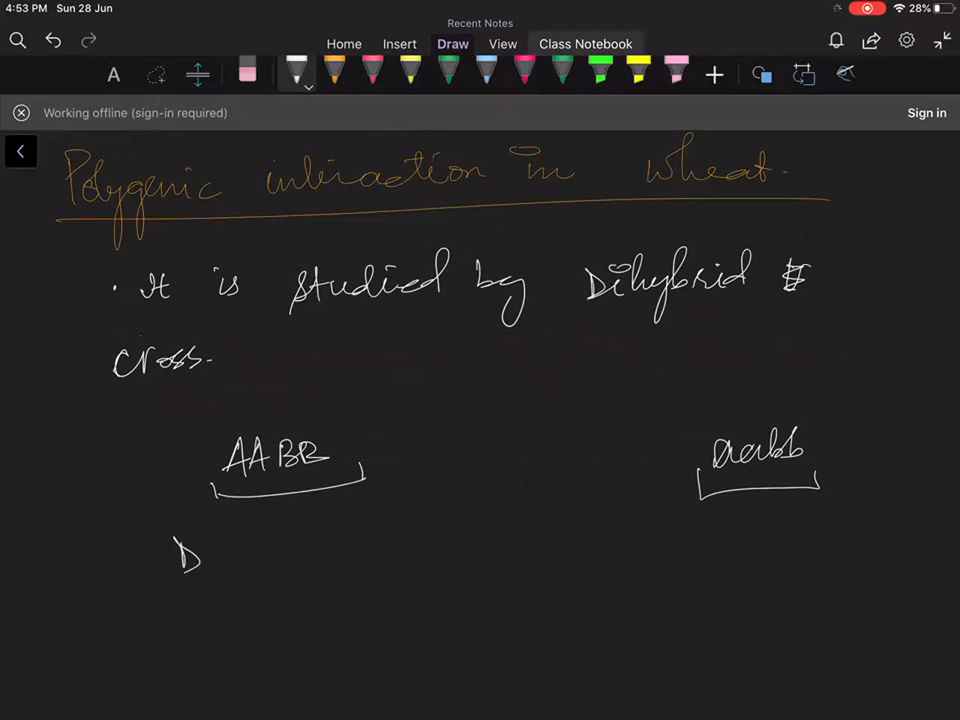 4:53 PM Sun 28 Jun 28%
Recent Notes
Home Insert Draw View Class Notebook
A
Working offline (sign-in required) Sign in
Polygenic interaction in wheat.
. It is studied by Dihybrid
cross.
AABB aabb
D